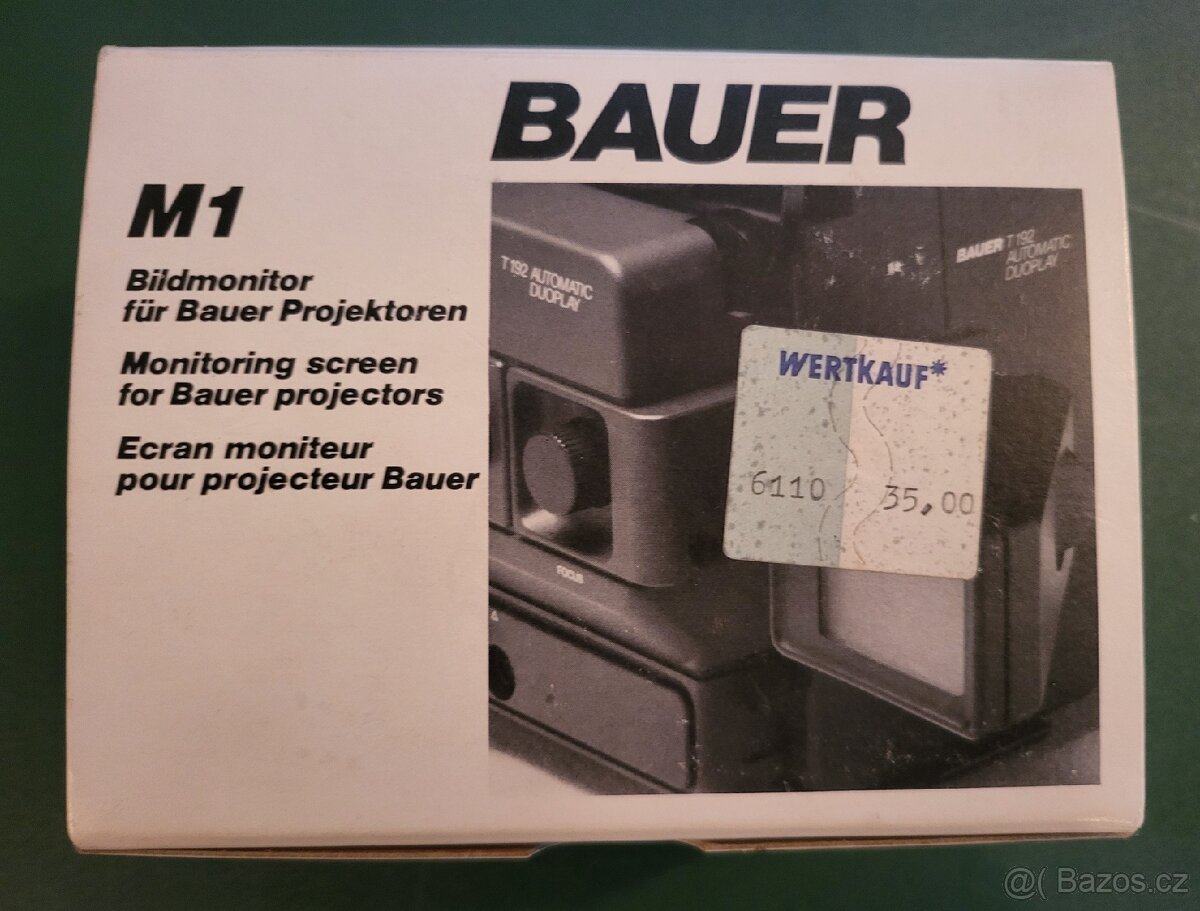 BAUER
M1
Bildmonitor
für Bauer Projektoren
Monitoring screen
for Bauer projectors
Ecran moniteur
pour projecteur Bauer
T192 AUTOMATIC
DUOPLAY
BAUER T192
AUTOMATIC
DUOPLAY
WERTKAUF*
6110 35,00
FOCUS
4
@( Bazos.cz